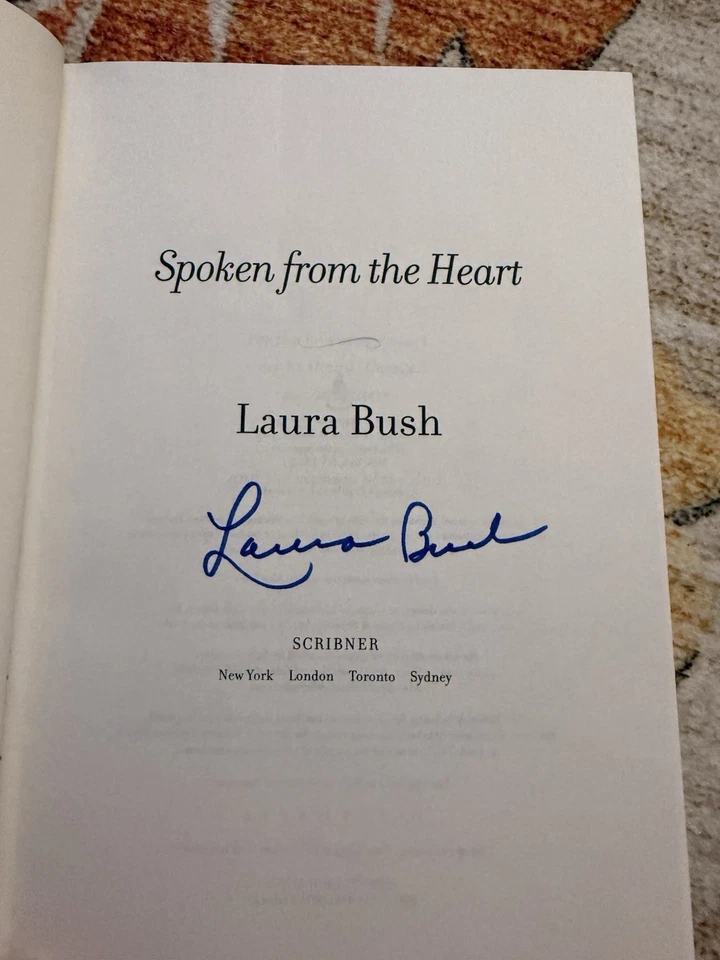 Spoken from the Heart
Laura Bush
Laura Bush
SCRIBNER
New York London Toronto Sydney